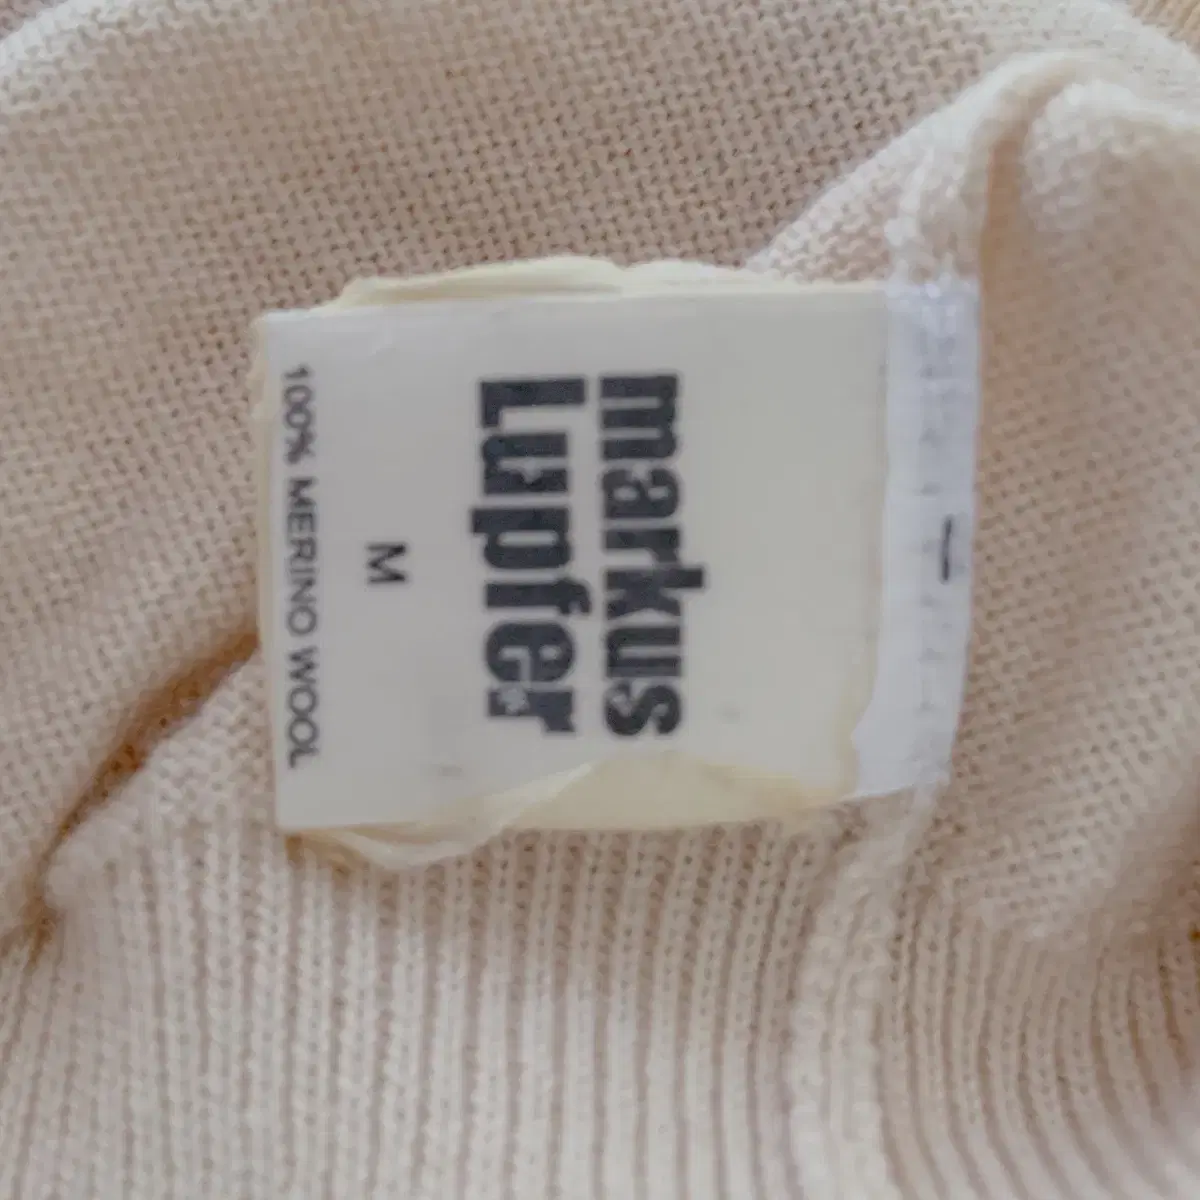 markus
Lupfer
M
100% MERINO WOOL